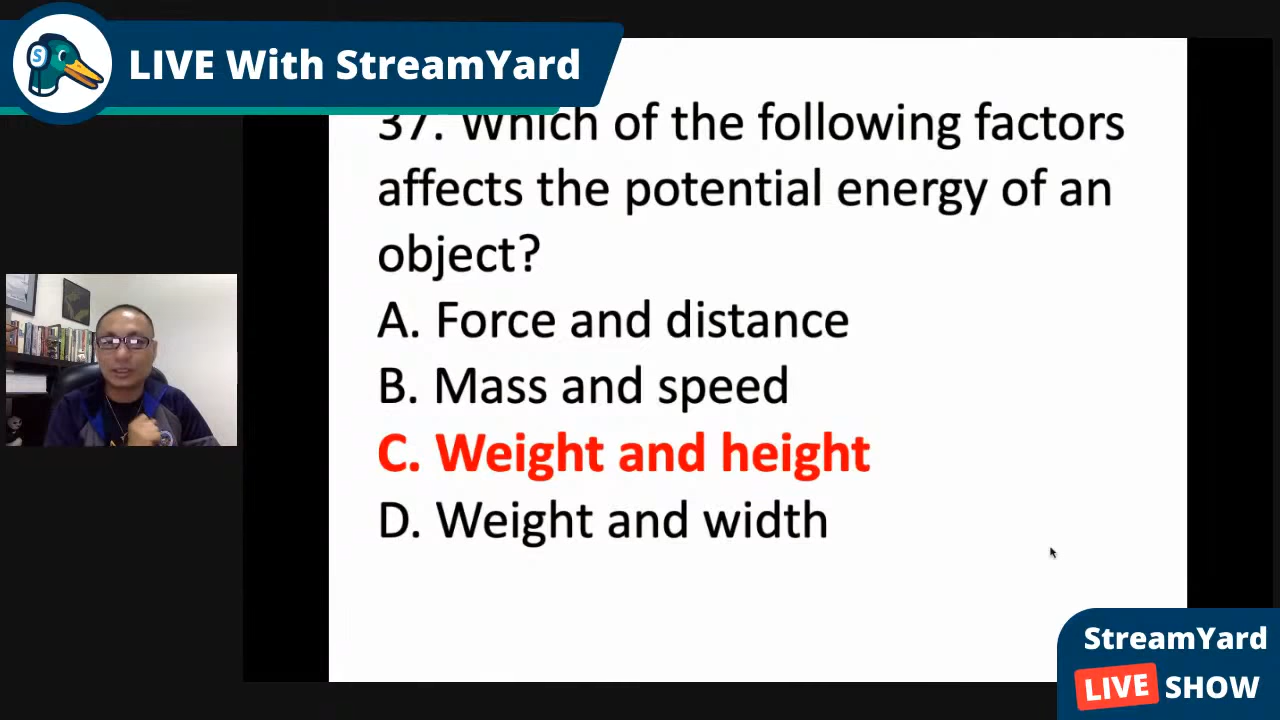 LIVE With StreamYard
37. Which of the following factors
affects the potential energy of an
object?
A. Force and distance
B. Mass and speed
C. Weight and height
D. Weight and width
StreamYard
LIVE SHOW